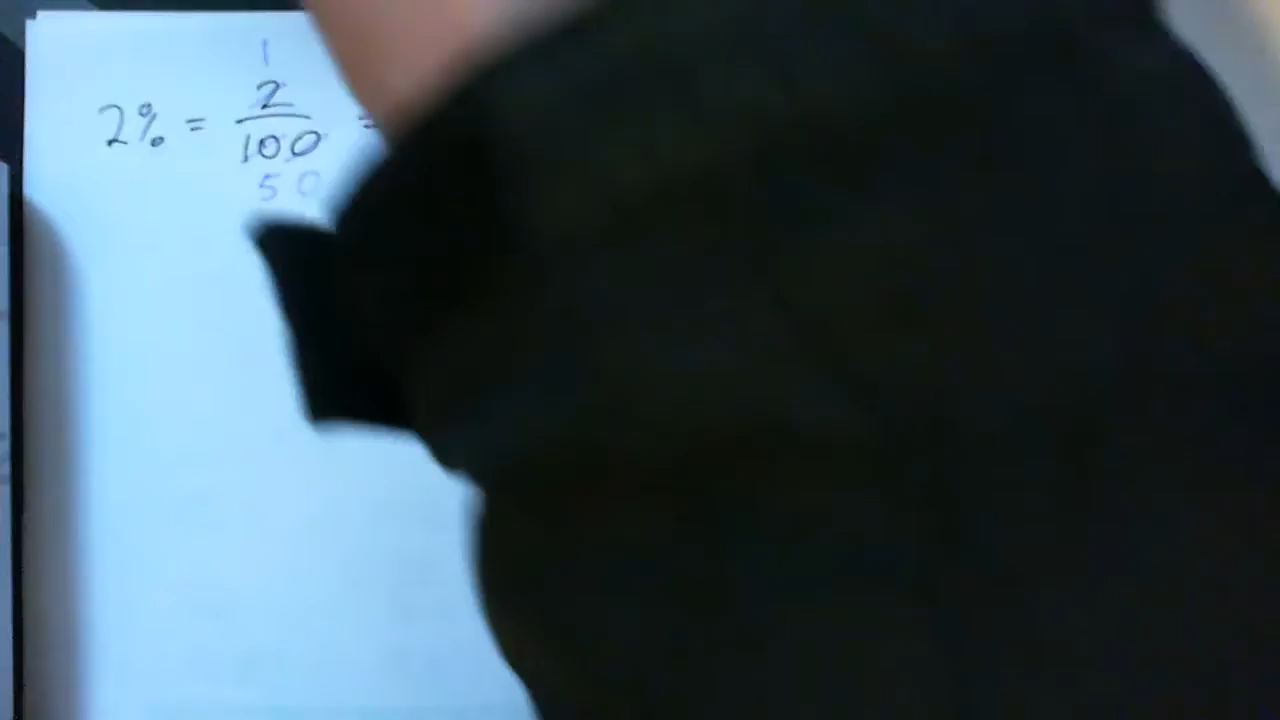 1
2% = 2/100 =
50